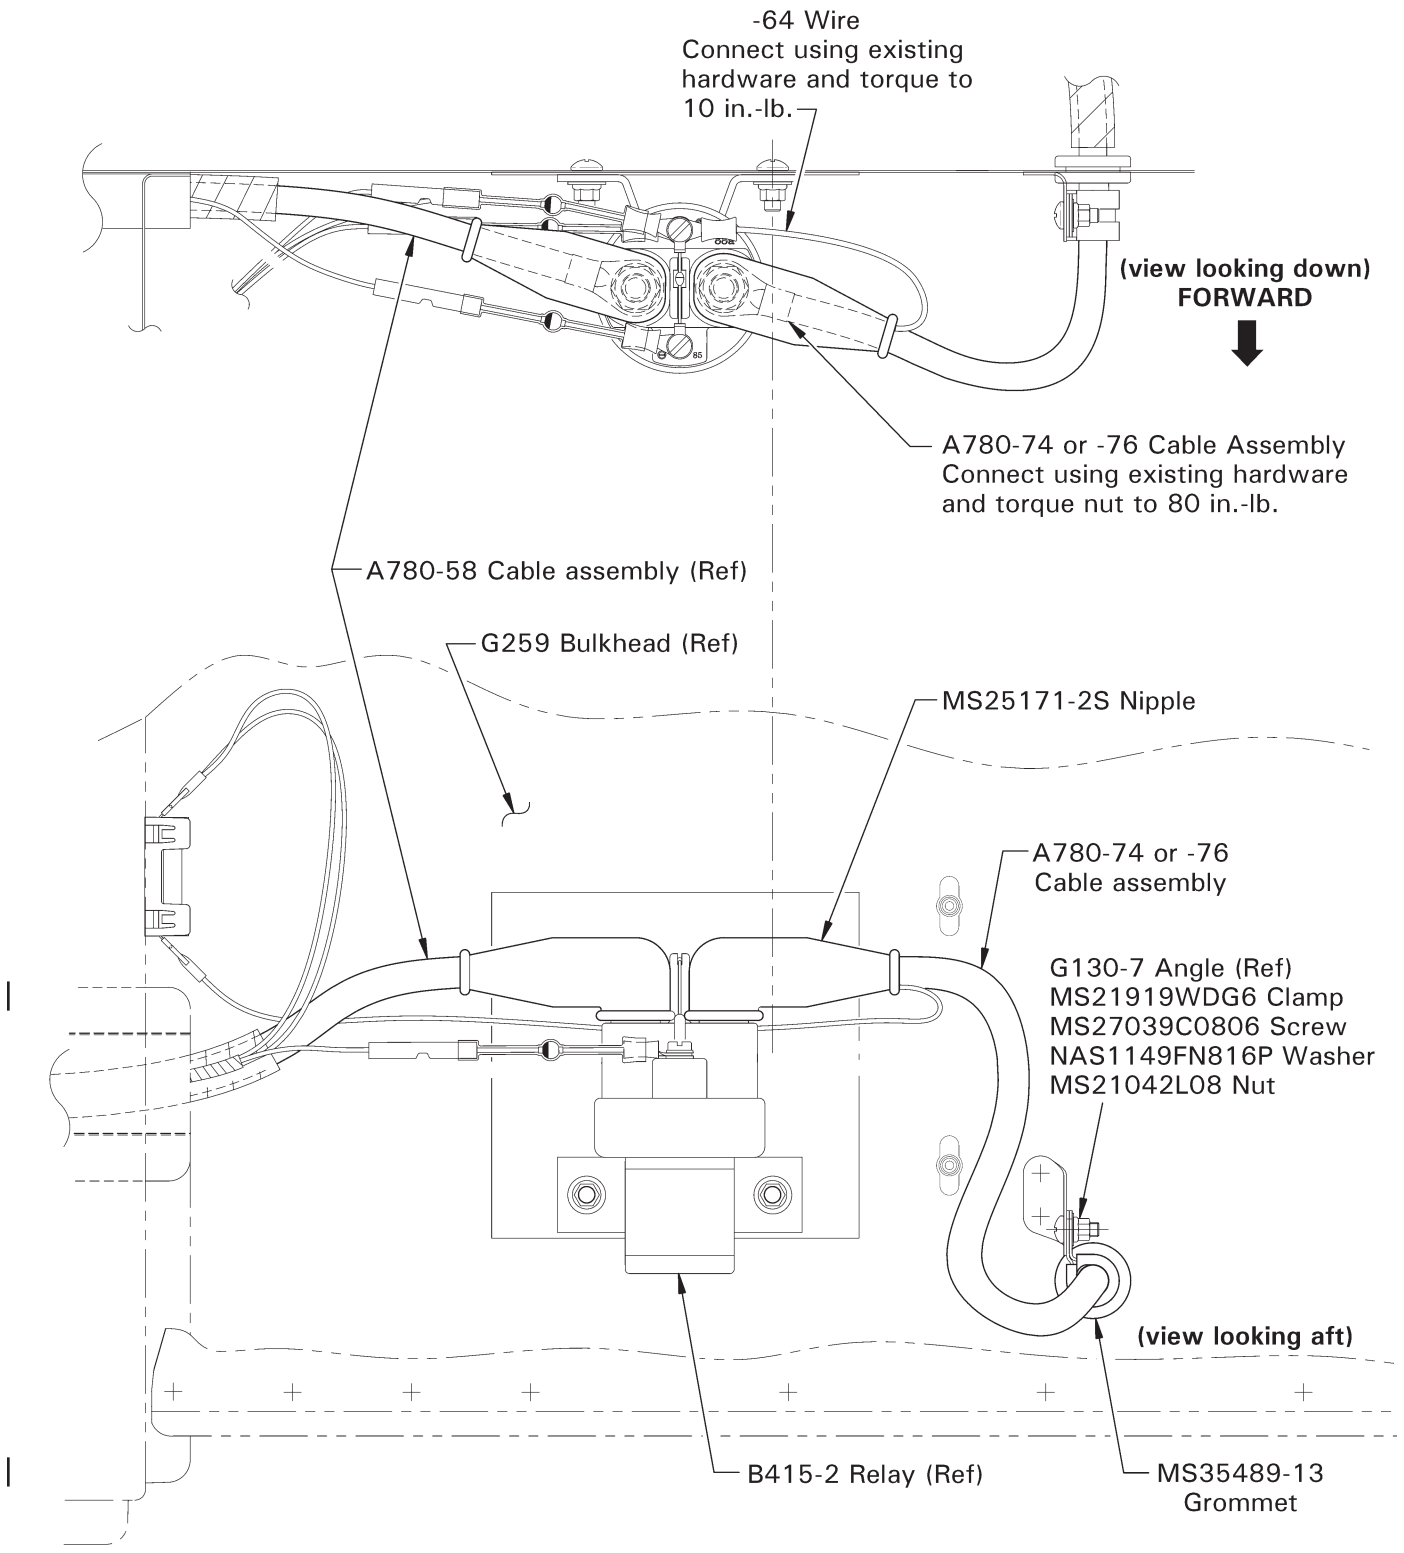 -64 Wire
Connect using existing
hardware and torque to
10 in.-lb.
(view looking down)
FORWARD
85
A780-74 or -76 Cable Assembly
Connect using existing hardware
and torque nut to 80 in.-lb.
A780-58 Cable assembly (Ref)
G259 Bulkhead (Ref)
MS25171-2S Nipple
A780-74 or -76
Cable assembly
G130-7 Angle (Ref)
MS21919WDG6 Clamp
MS27039C0806 Screw
NAS1149FN816P Washer
MS21042L08 Nut
(view looking aft)
B415-2 Relay (Ref)
MS35489-13
Grommet